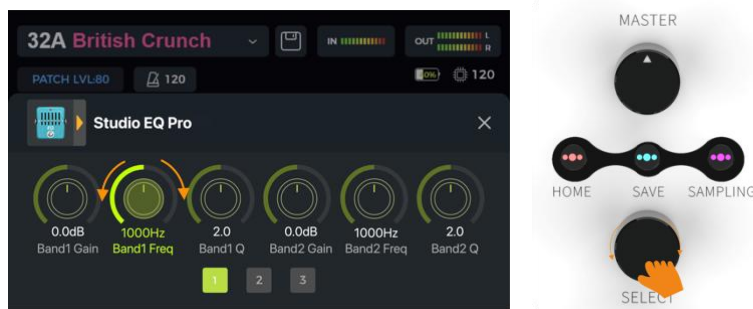 32A British Crunch
IN
OUT
L
R
PATCH LVL:80
120
40%
120
Studio EQ Pro
0.0dB
1000Hz
2.0
0.0dB
1000Hz
2.0
Band1 Gain
Band1 Freq
Band1 Q
Band2 Gain
Band2 Freq
Band2 Q
1
2
3
MASTER
HOME
SAVE
SAMPLING
SELECT